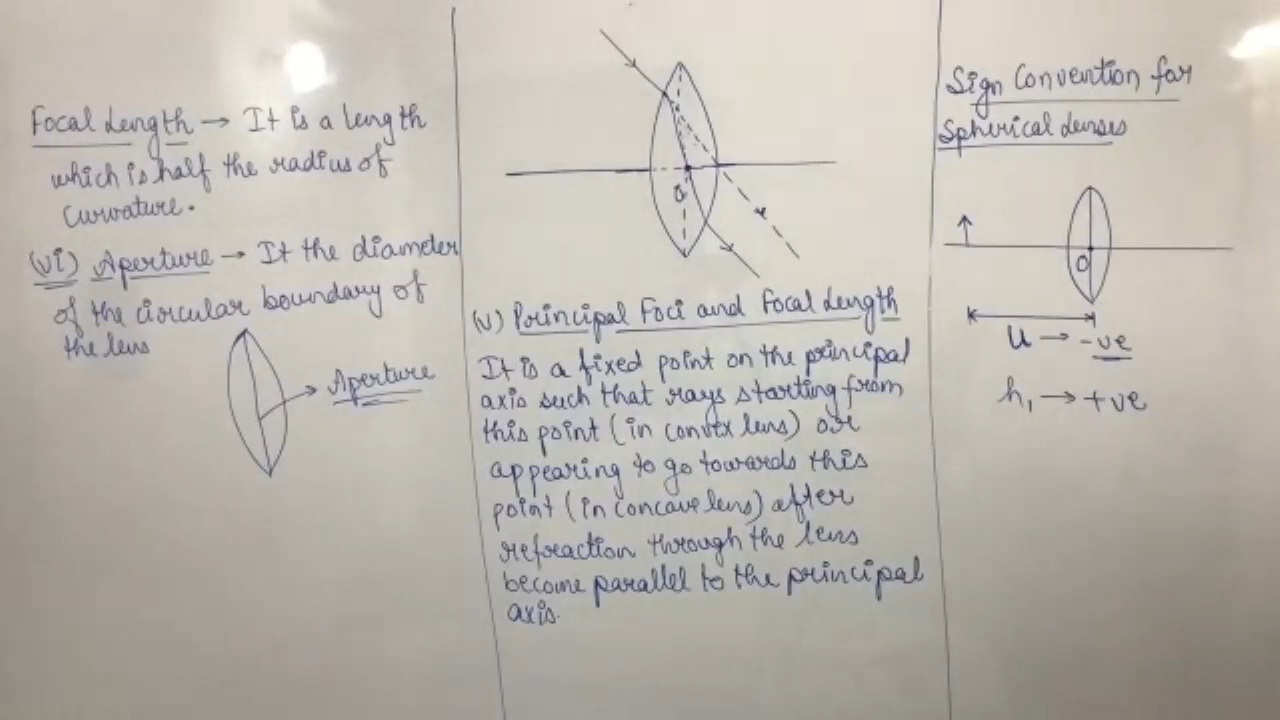 Focal Length → It is a length
which is half the radius of
curvature.
(vi) Aperture → It the diameter
of the circular boundary of
the lens
Aperture
O
(v) Principal Foci and Focal Length
It is a fixed point on the principal
axis such that rays starting from
this point (in convex lens) or
appearing to go towards this
point (in concave lens) after
refraction through the lens
become parallel to the principal
axis.
Sign Convention for
Spherical Lenses
O
u → -ve
h₁ → +ve